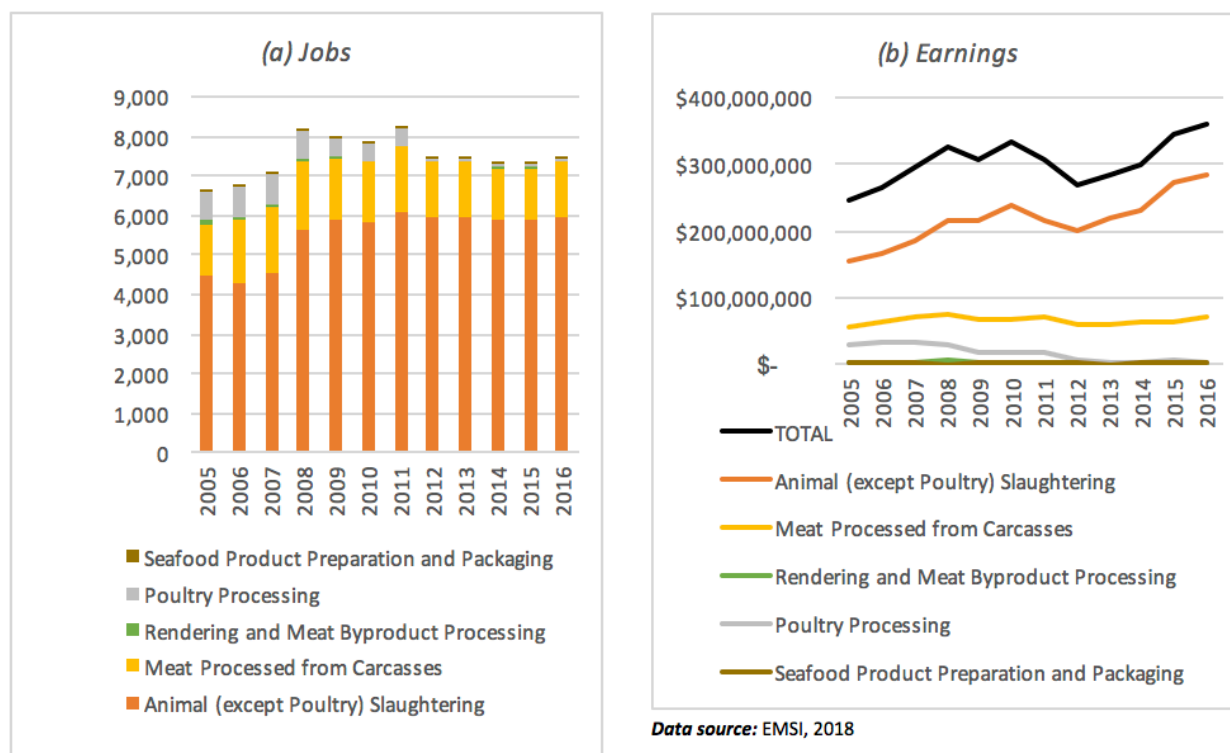 (a) Jobs
9,000
8,000
7,000
6,000
5,000
4,000
3,000
2,000
1,000
0
2005
2006
2007
2008
2009
2010
2011
2012
2013
2014
2015
2016
Seafood Product Preparation and Packaging
Poultry Processing
Rendering and Meat Byproduct Processing
Meat Processed from Carcasses
Animal (except Poultry) Slaughtering
(b) Earnings
$400,000,000
$300,000,000
$200,000,000
$100,000,000
$-
2005
2006
2007
2008
2009
2010
2011
2012
2013
2014
2015
2016
TOTAL
Animal (except Poultry) Slaughtering
Meat Processed from Carcasses
Rendering and Meat Byproduct Processing
Poultry Processing
Seafood Product Preparation and Packaging
Data source: EMSI, 2018